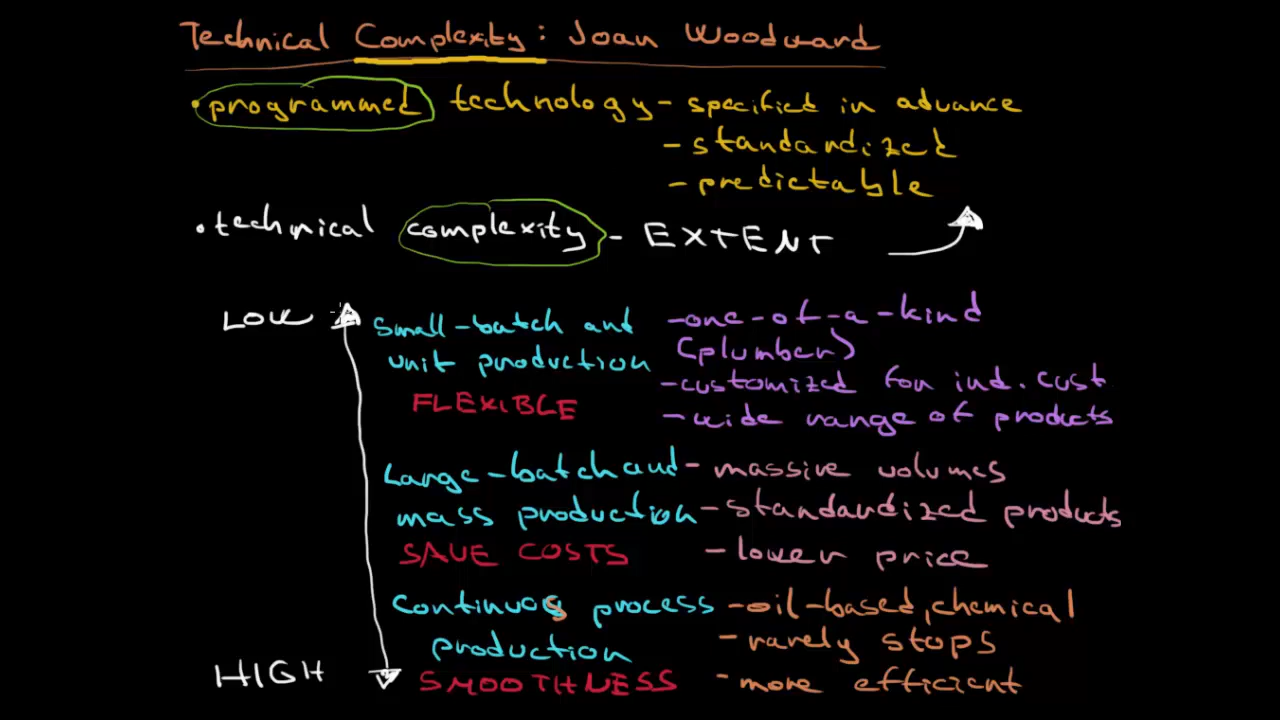 Technical Complexity: Joan Woodward
• programmed technology - specified in advance
- standardized
- predictable
• technical complexity - EXTENT
LOW
Small-batch and
unit production
FLEXIBLE
- one-of-a-kind
(plumber)
- customized for ind. cust
- wide range of products
Large-batch and
mass production
SAVE COSTS
- massive volumes
- standardized products
- lower price
Continuos process
production
SMOOTHNESS
- oil-based, chemical
- rarely stops
- more efficient
HIGH